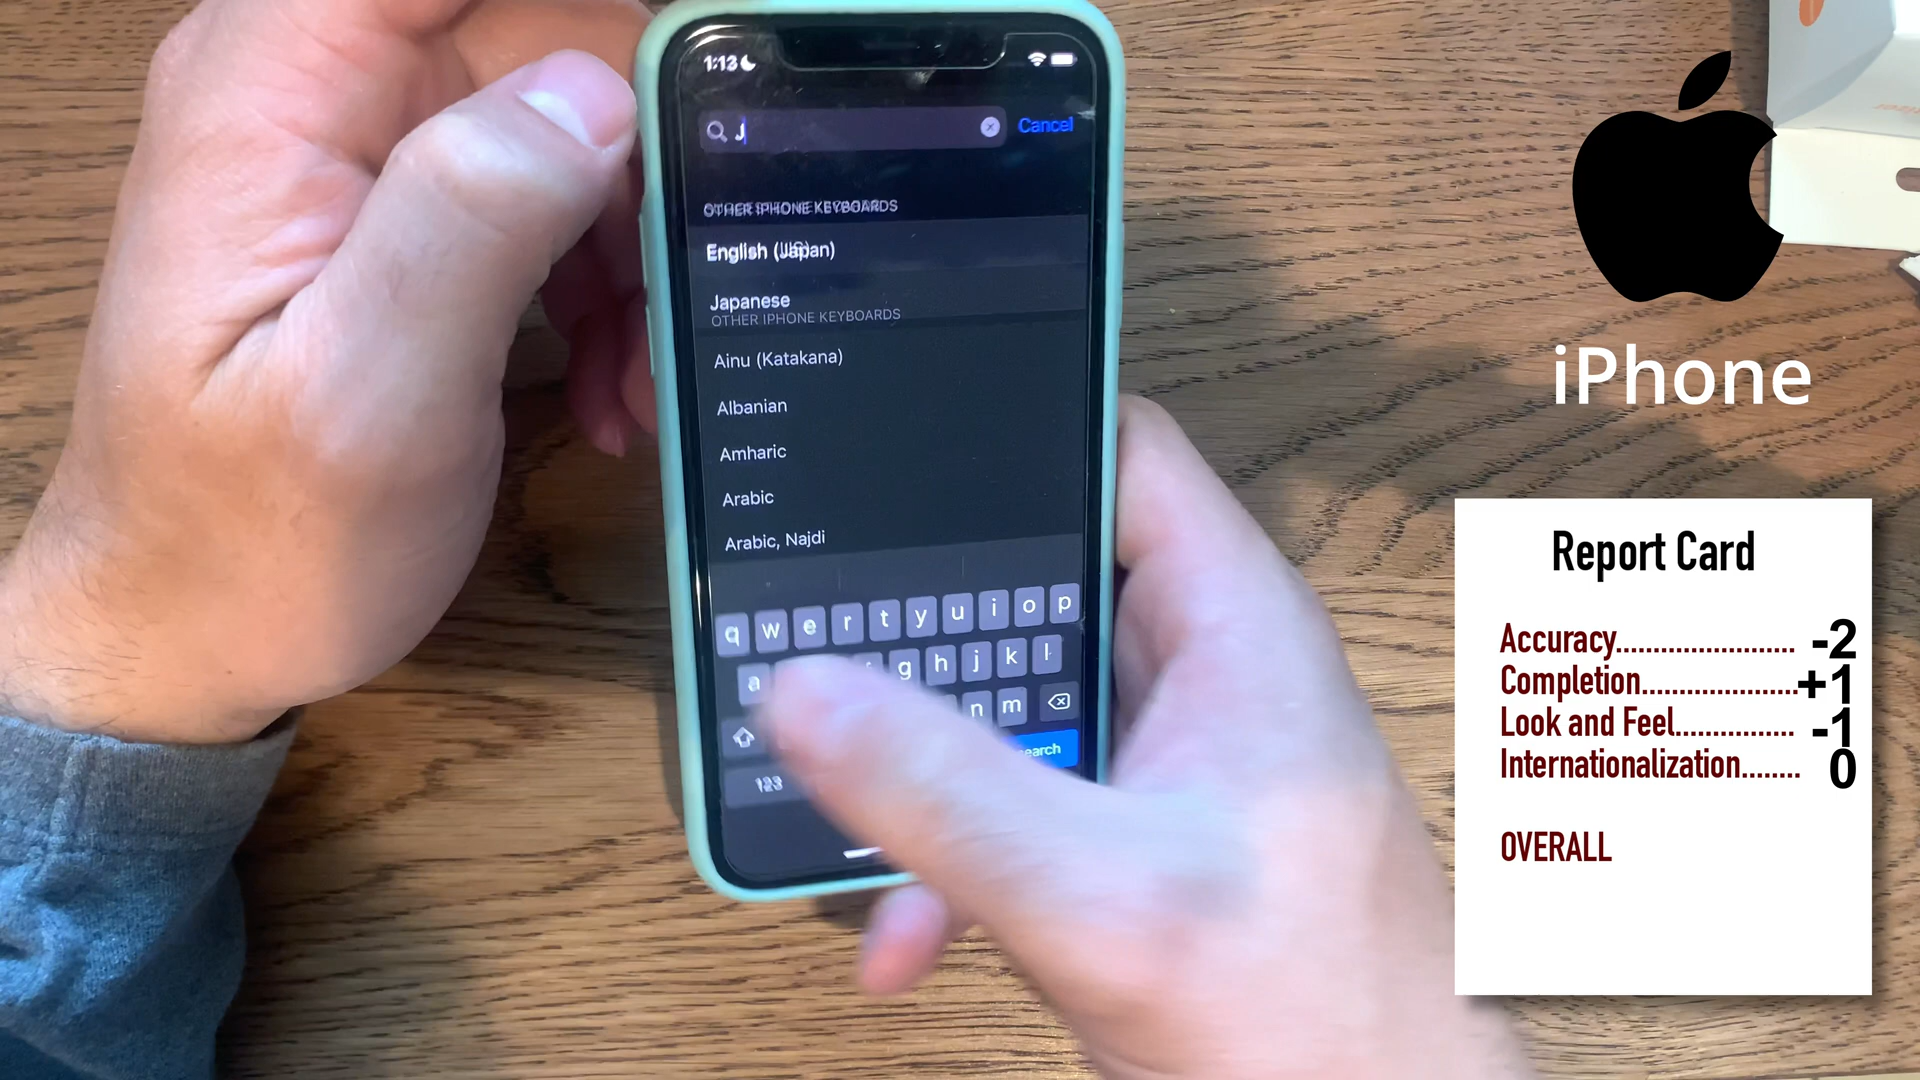 1:13
J
Cancel
OTHER IPHONE KEYBOARDS
English (Japan)
Japanese
OTHER IPHONE KEYBOARDS
Ainu (Katakana)
Albanian
Amharic
Arabic
Arabic, Najdi
q w e r t y u i o p
a g h j k l
n m
123 earch
iPhone
Report Card
Accuracy....................... -2
Completion.....................+1
Look and Feel................ -1
Internationalization........ 0
OVERALL